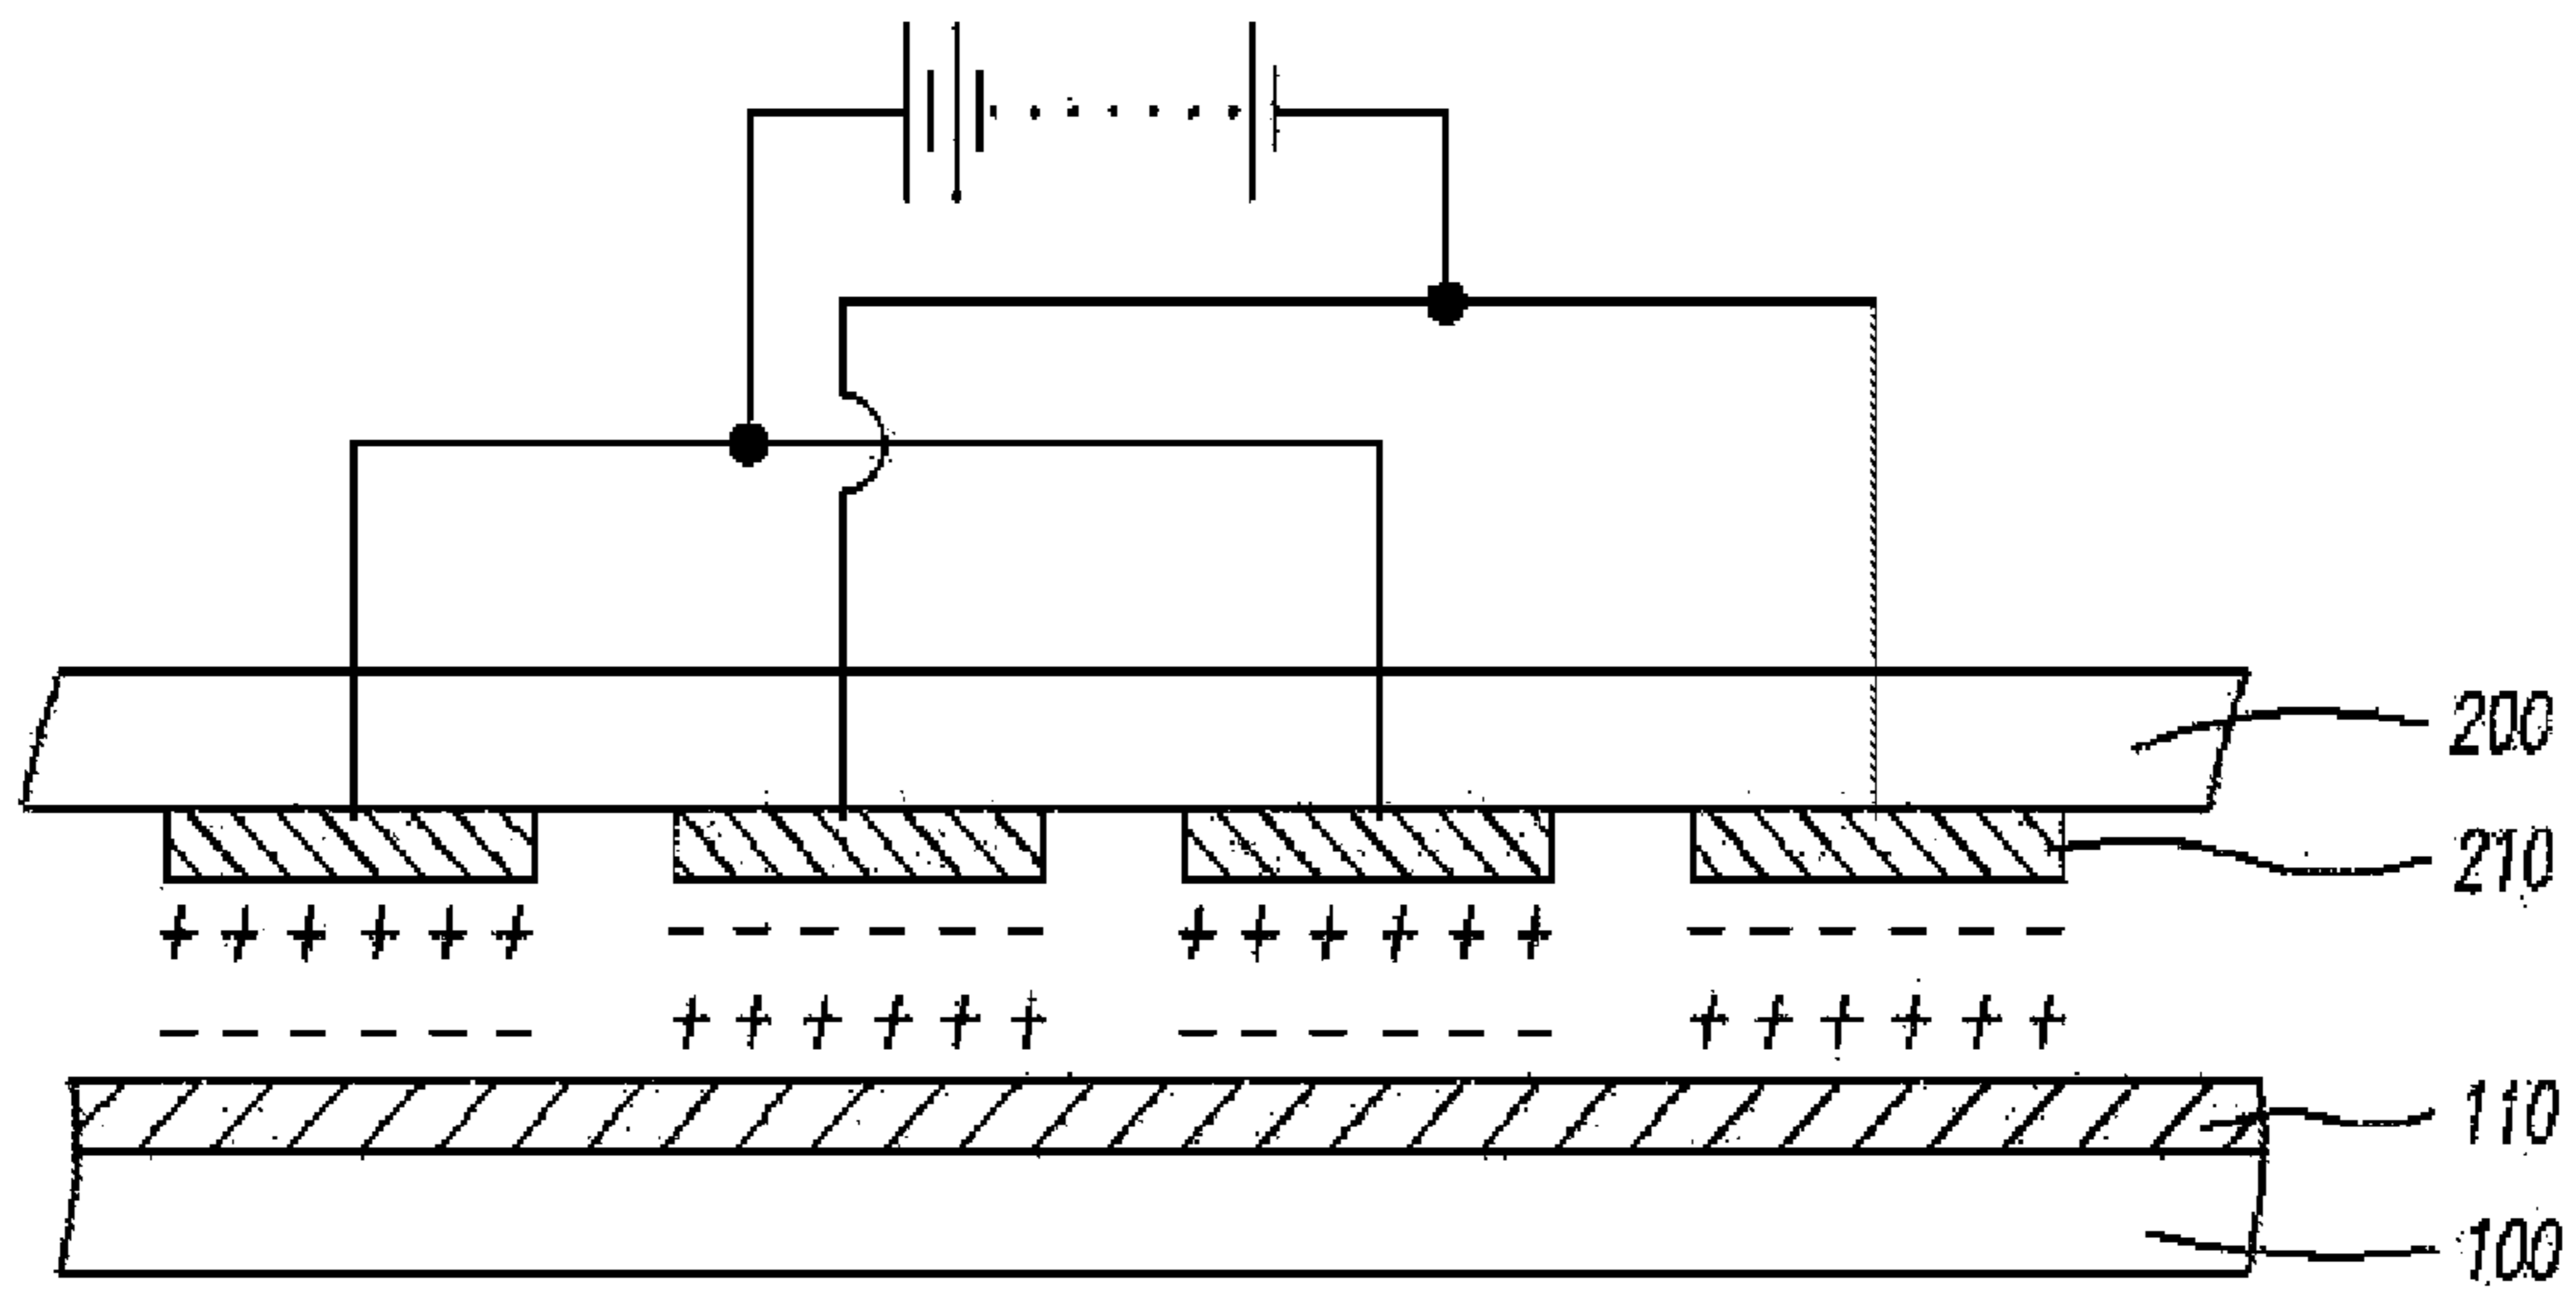 200
210
+ + + + + + - - - - - - + + + + + + - - - - - -
- - - - - - + + + + + + - - - - - - + + + + + +
110
100